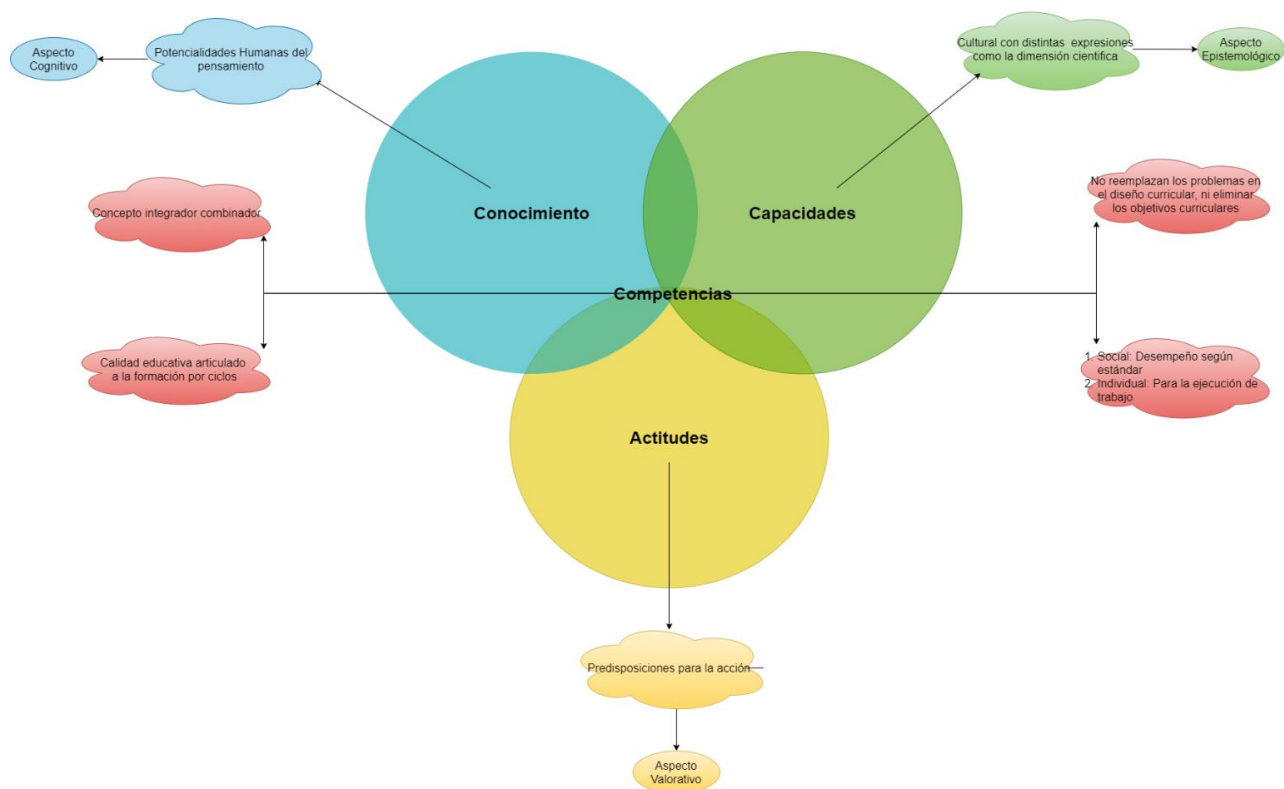 Aspecto
Cognitivo
Potencialidades Humanas del
pensamiento
Cultural con distintas expresiones
como la dimensión cientifica
Aspecto
Epistemológico
Conocimiento
Capacidades
Concepto integrador combinador
No reemplazan los problemas en
el diseño curricular, ni eliminar
los objetivos curriculares
Competencias
Calidad educativa articulado
a la formación por ciclos
1. Social: Desempeño según
estándar
2. Individual: Para la ejecución de
trabajo
Actitudes
Predisposiciones para la acción
Aspecto
Valorativo